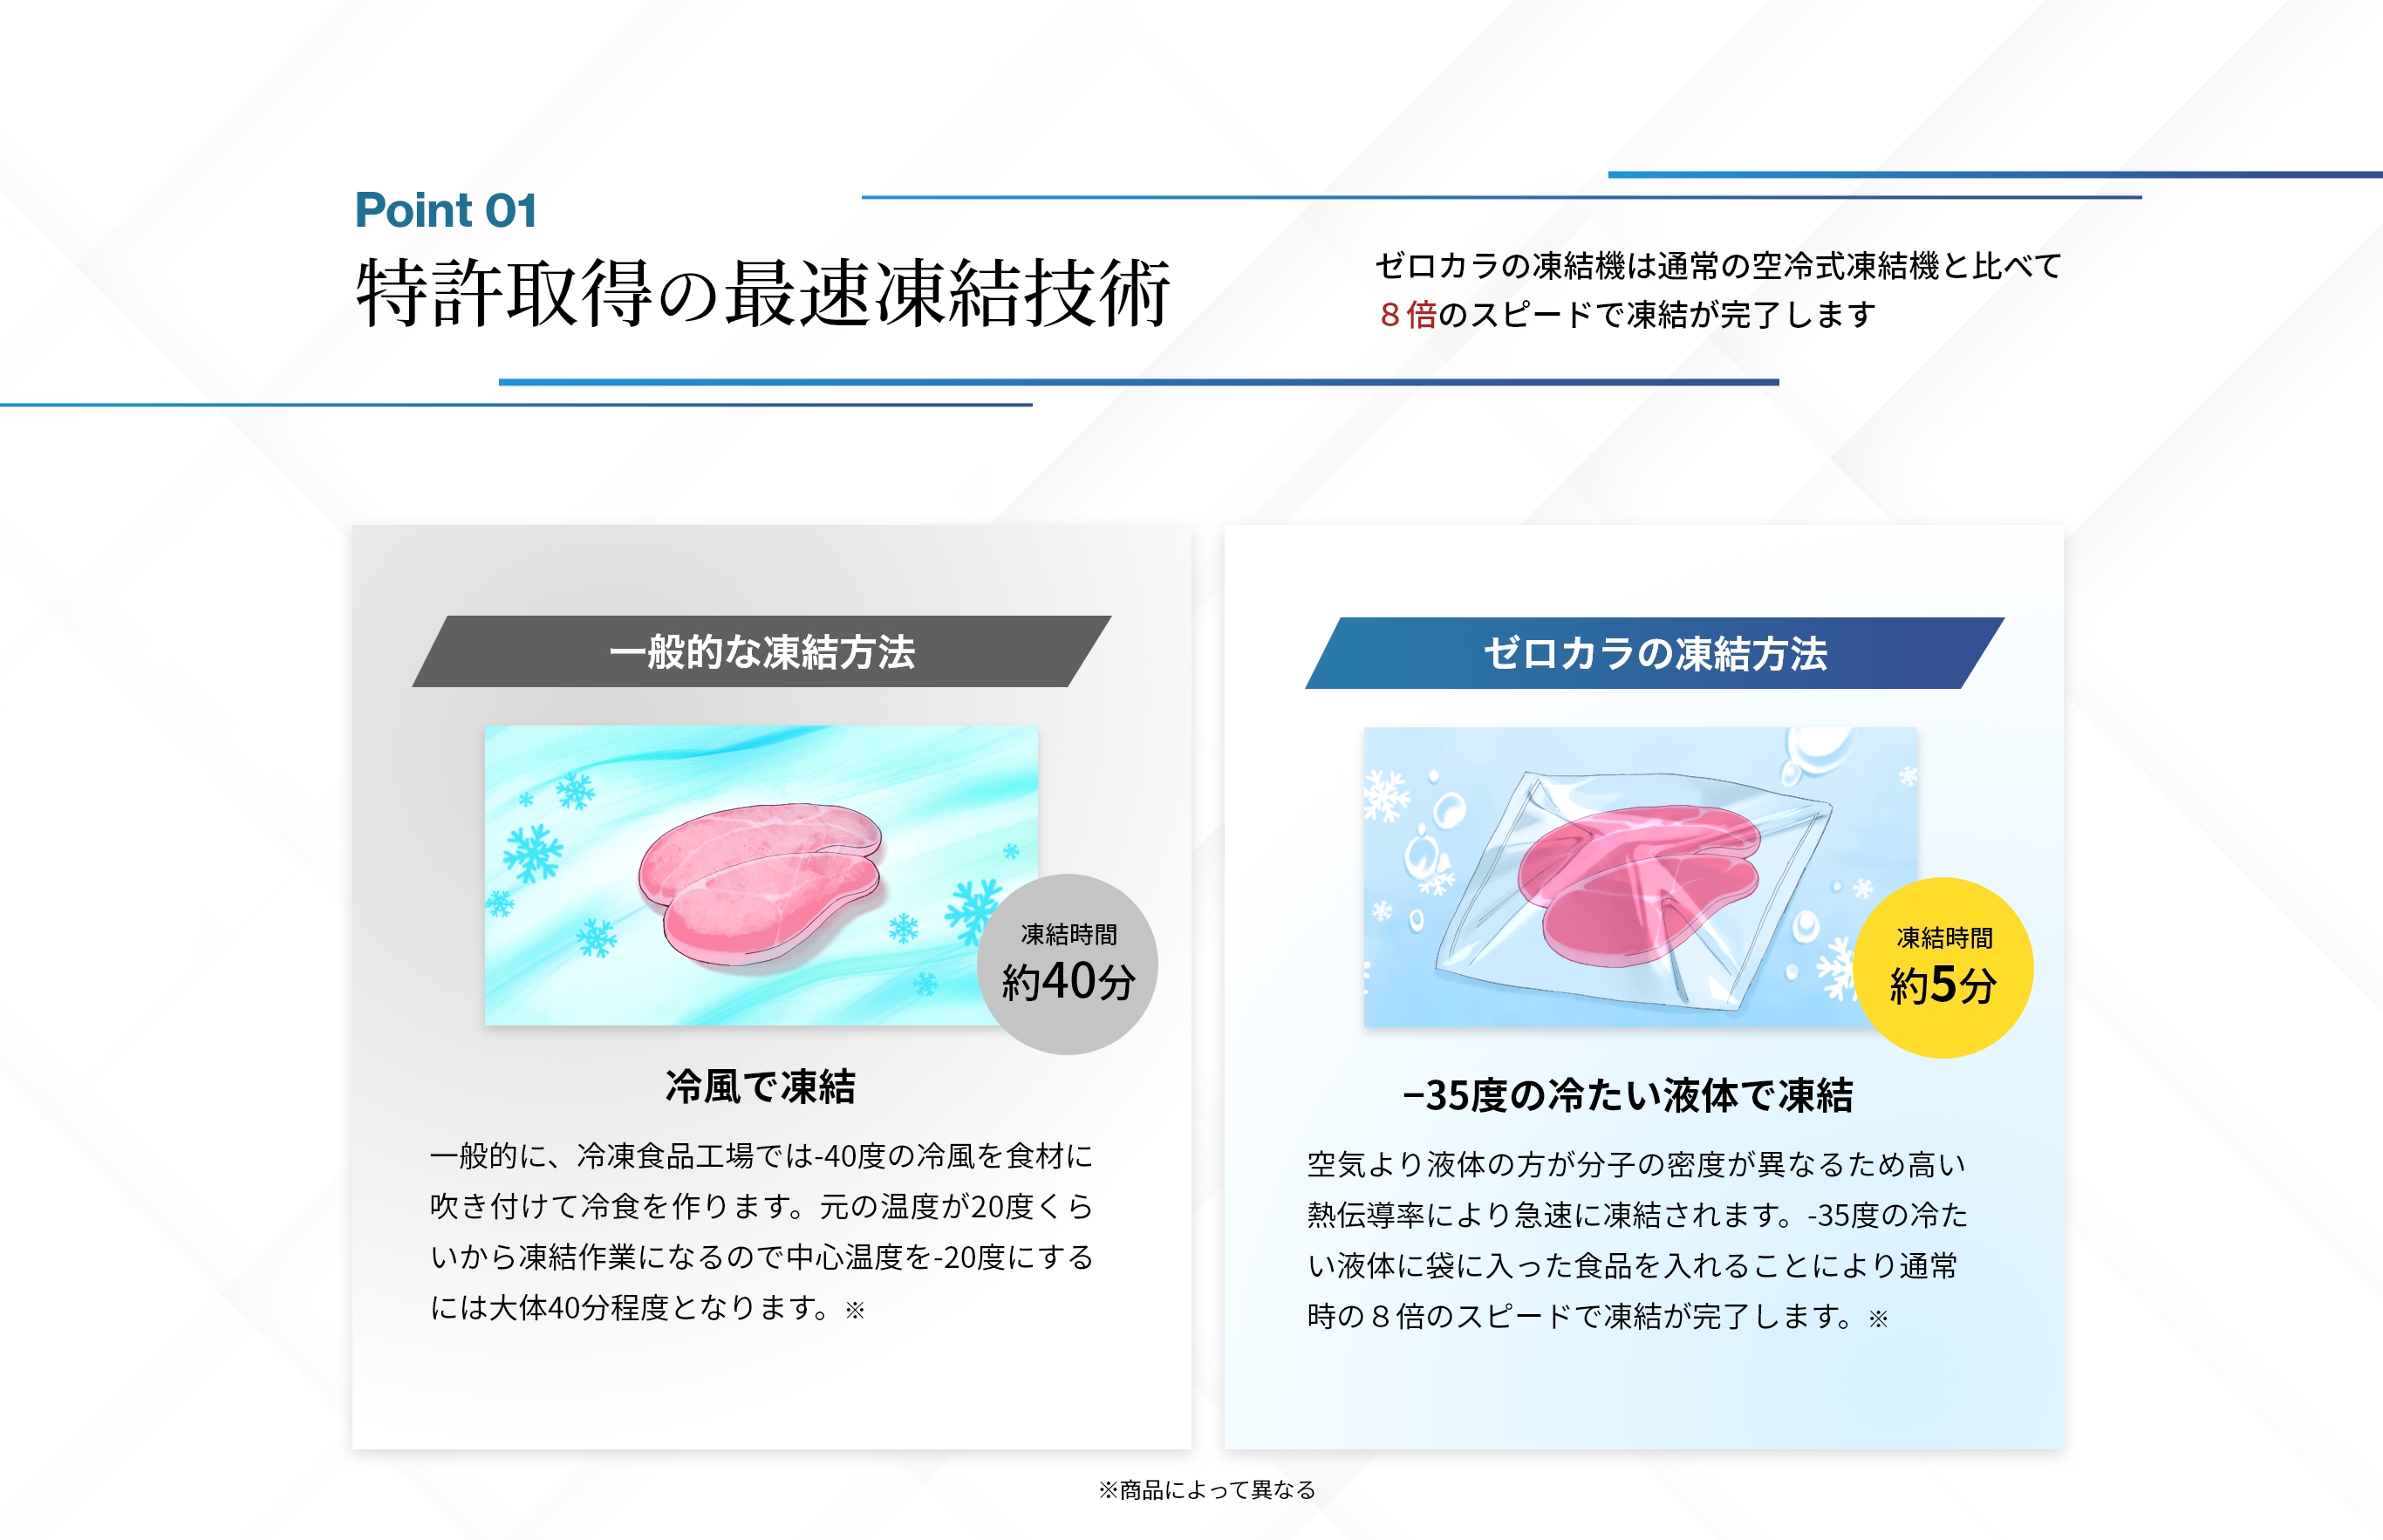 Point 01
特許取得の最速凍結技術
ゼロカラの凍結機は通常の空冷式凍結機と比べて
８倍のスピードで凍結が完了します
一般的な凍結方法
凍結時間
約40分
冷風で凍結
一般的に、冷凍食品工場では-40度の冷風を食材に
吹き付けて冷食を作ります。元の温度が20度くら
いから凍結作業になるので中心温度を-20度にする
には大体40分程度となります。※
ゼロカラの凍結方法
凍結時間
約5分
−35度の冷たい液体で凍結
空気より液体の方が分子の密度が異なるため高い
熱伝導率により急速に凍結されます。-35度の冷た
い液体に袋に入った食品を入れることにより通常
時の８倍のスピードで凍結が完了します。※
※商品によって異なる